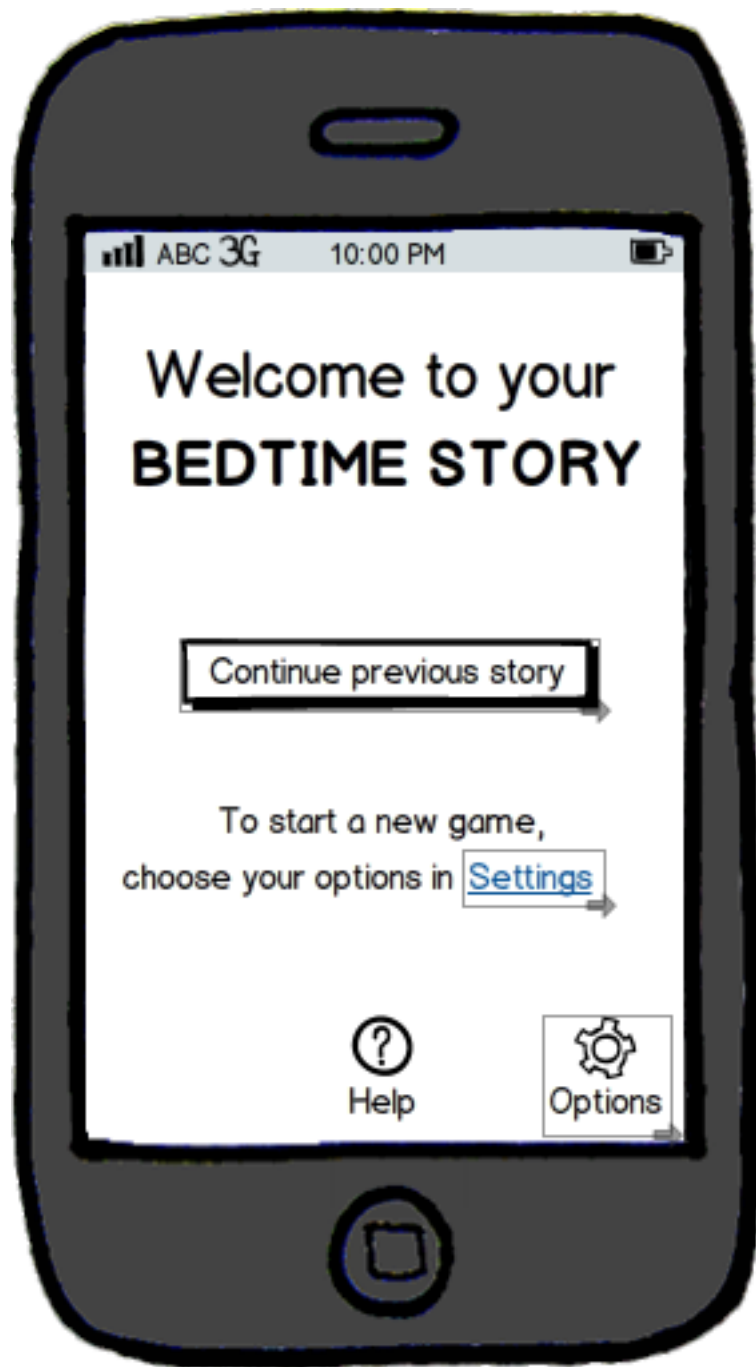 ABC 3G 10:00 PM
Welcome to your
BEDTIME STORY
Continue previous story
To start a new game,
choose your options in Settings
?
Help Options